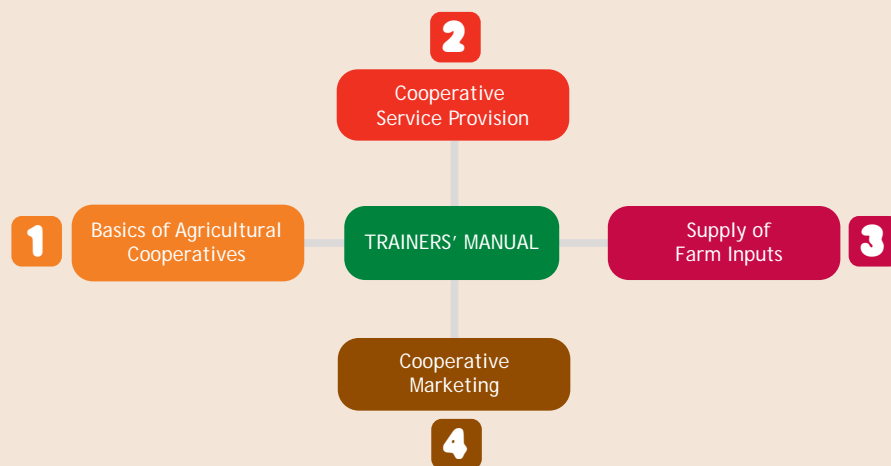 2
Cooperative
Service Provision
1
Basics of Agricultural
Cooperatives
TRAINERS' MANUAL
Supply of
Farm Inputs
3
Cooperative
Marketing
4